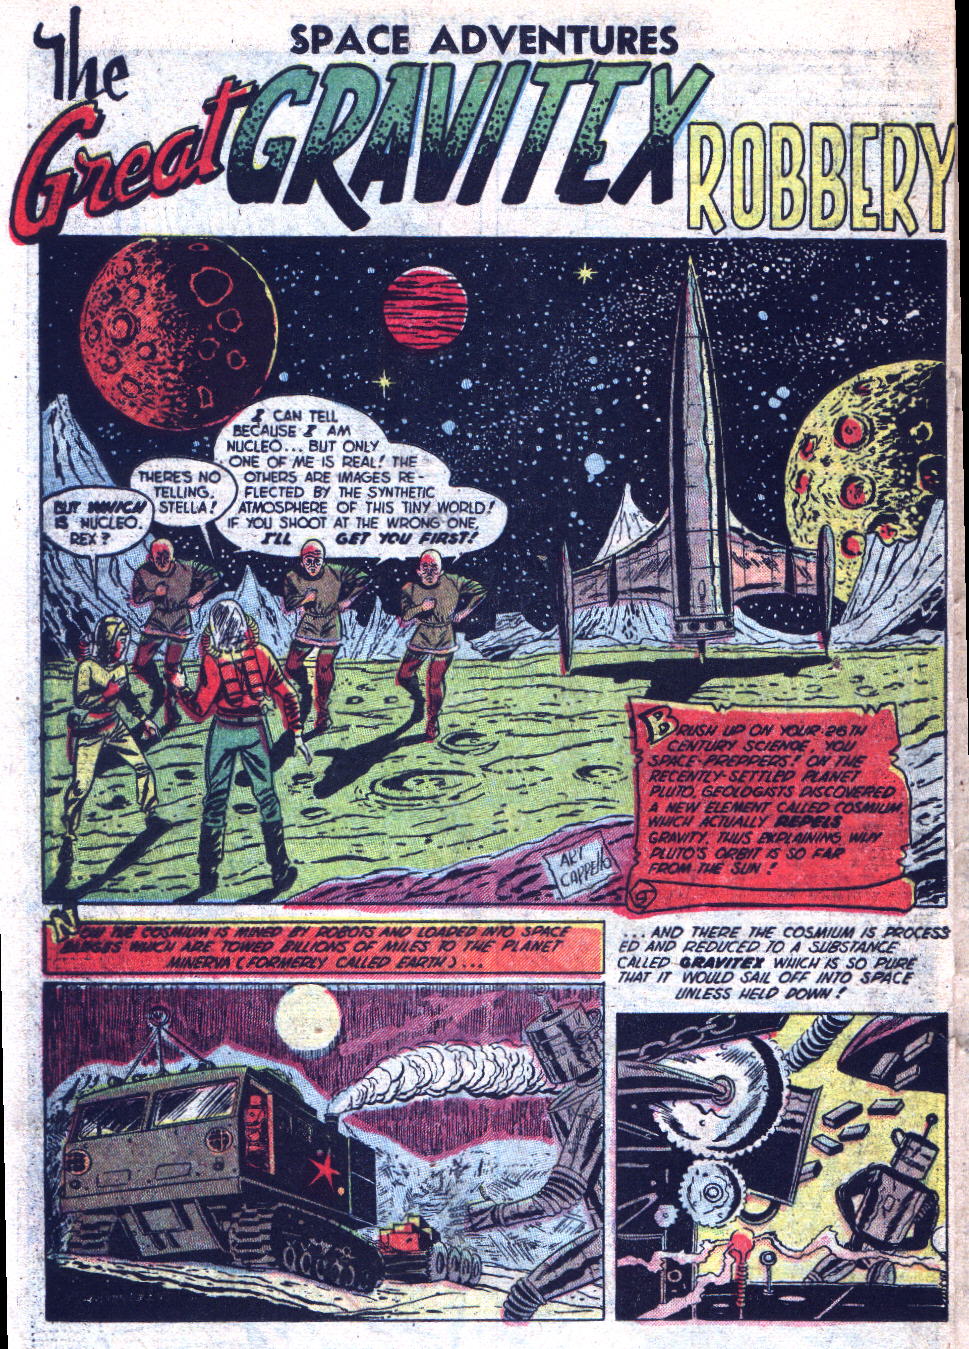 SPACE ADVENTURES
The
Great GRAVITEX
ROBBERY
BUT WHICH
IS NUCLEO,
REX?
THERE'S NO
TELLING,
STELLA!
I CAN TELL
BECAUSE I AM
NUCLEO... BUT ONLY
ONE OF ME IS REAL! THE
OTHERS ARE IMAGES RE-
FLECTED BY THE SYNTHETIC
ATMOSPHERE OF THIS TINY WORLD!
IF YOU SHOOT AT THE WRONG ONE,
I'LL GET YOU FIRST!
BRUSH UP ON YOUR 26TH
CENTURY SCIENCE, YOU
SPACE-PREPPERS! ON THE
RECENTLY-SETTLED PLANET
PLUTO, GEOLOGISTS DISCOVERED
A NEW ELEMENT CALLED COSMIUM
WHICH ACTUALLY REPELS
GRAVITY, THUS EXPLAINING WHY
PLUTO'S ORBIT IS SO FAR
FROM THE SUN!
ART
CAPPELLO
NOW THE COSMIUM IS MINED BY ROBOTS AND LOADED INTO SPACE
BARGES WHICH ARE TOWED BILLIONS OF MILES TO THE PLANET
MINERVA (FORMERLY CALLED EARTH)...
...AND THERE THE COSMIUM IS PROCESS
ED AND REDUCED TO A SUBSTANCE
CALLED GRAVITEX WHICH IS SO PURE
THAT IT WOULD SAIL OFF INTO SPACE
UNLESS HELD DOWN!